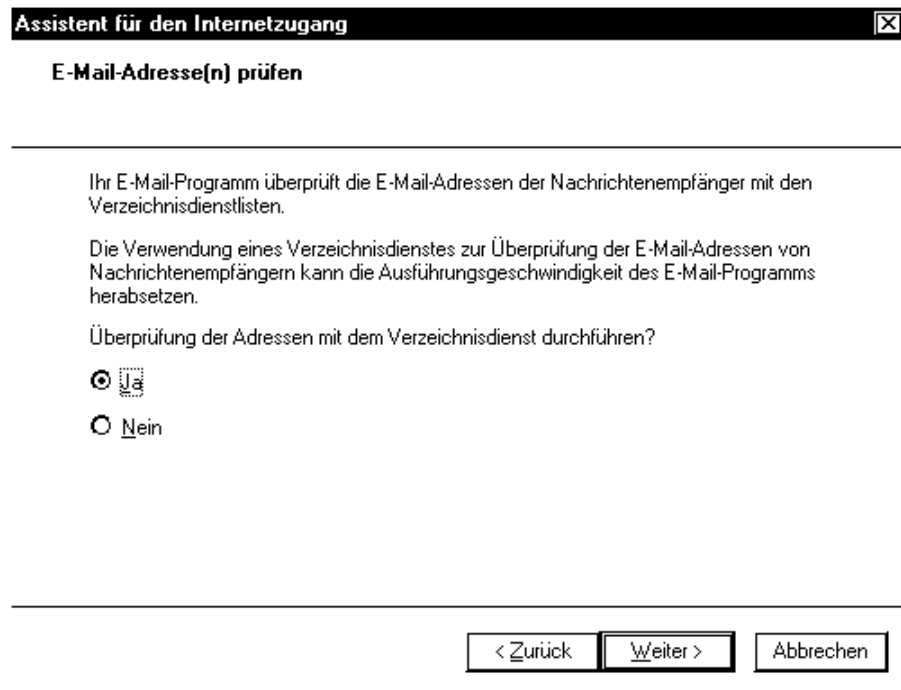 Assistent für den Internetzugang
E-Mail-Adresse(n) prüfen
Ihr E-Mail-Programm überprüft die E-Mail-Adressen der Nachrichtenempfänger mit den
Verzeichnisdienstlisten.
Die Verwendung eines Verzeichnisdienstes zur Überprüfung der E-Mail-Adressen von
Nachrichtenempfängern kann die Ausführungsgeschwindigkeit des E-Mail-Programms
herabsetzen.
Überprüfung der Adressen mit dem Verzeichnisdienst durchführen?
Ja
Nein
< Zurück Weiter > Abbrechen